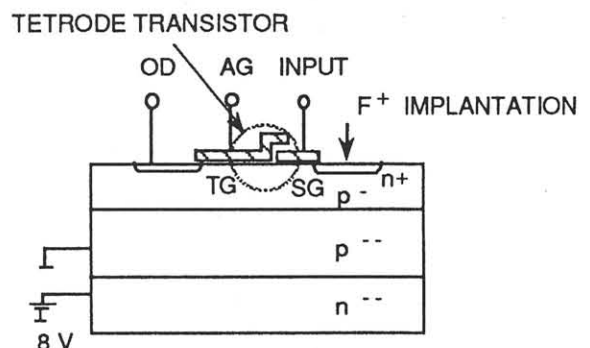 TETRODE TRANSISTOR
OD AG INPUT
F+ IMPLANTATION
TG SG n+
p-
p--
n--
8 V